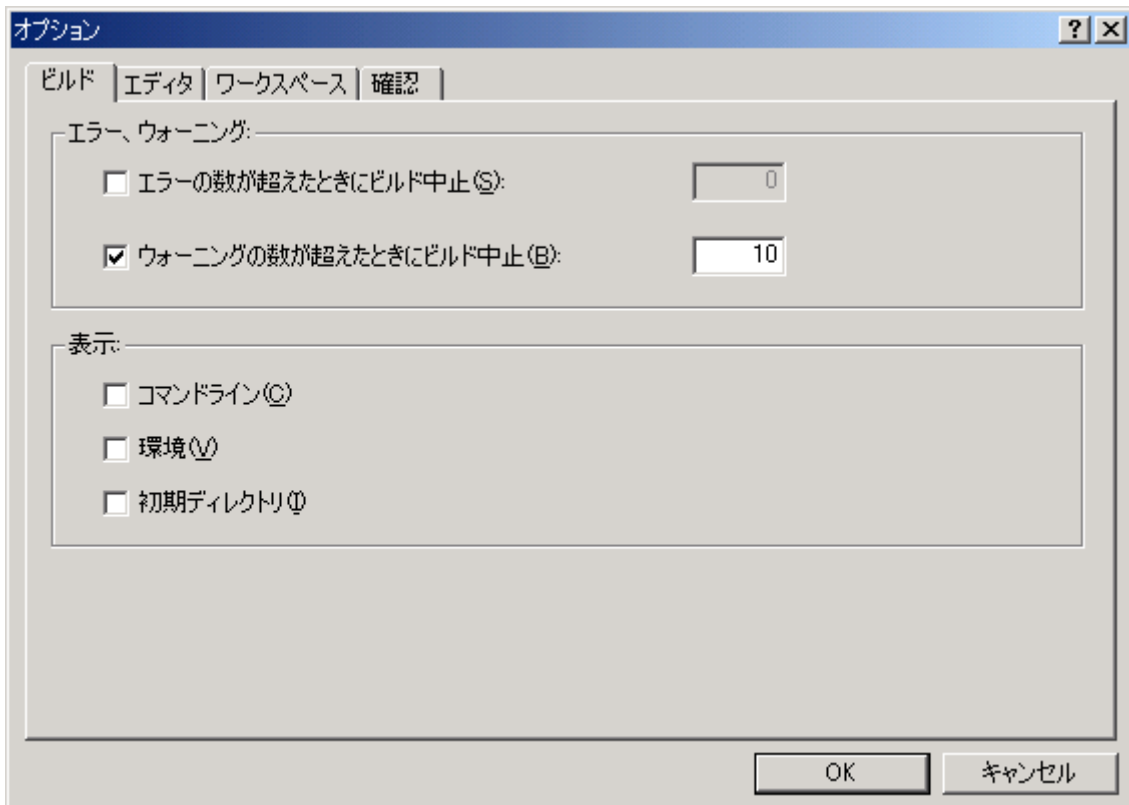 オプション
ビルド エディタ ワークスペース 確認
エラー、ウォーニング:
エラーの数が超えたときにビルド中止(S): 0
ウォーニングの数が超えたときにビルド中止(B): 10
表示:
コマンドライン(C)
環境(V)
初期ディレクトリ(I)
OK キャンセル